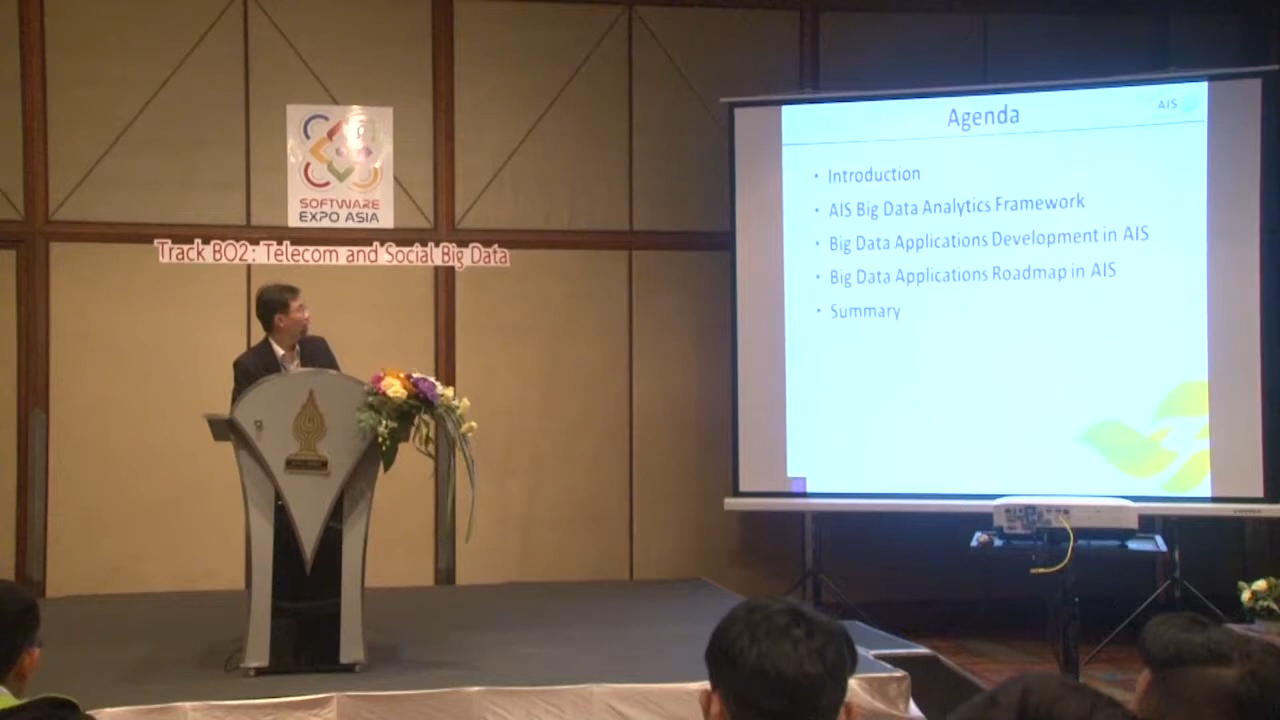 SOFTWARE
EXPO ASIA
Track BO2: Telecom and Social Big Data
Agenda
AIS
• Introduction
• AIS Big Data Analytics Framework
• Big Data Applications Development in AIS
• Big Data Applications Roadmap in AIS
• Summary